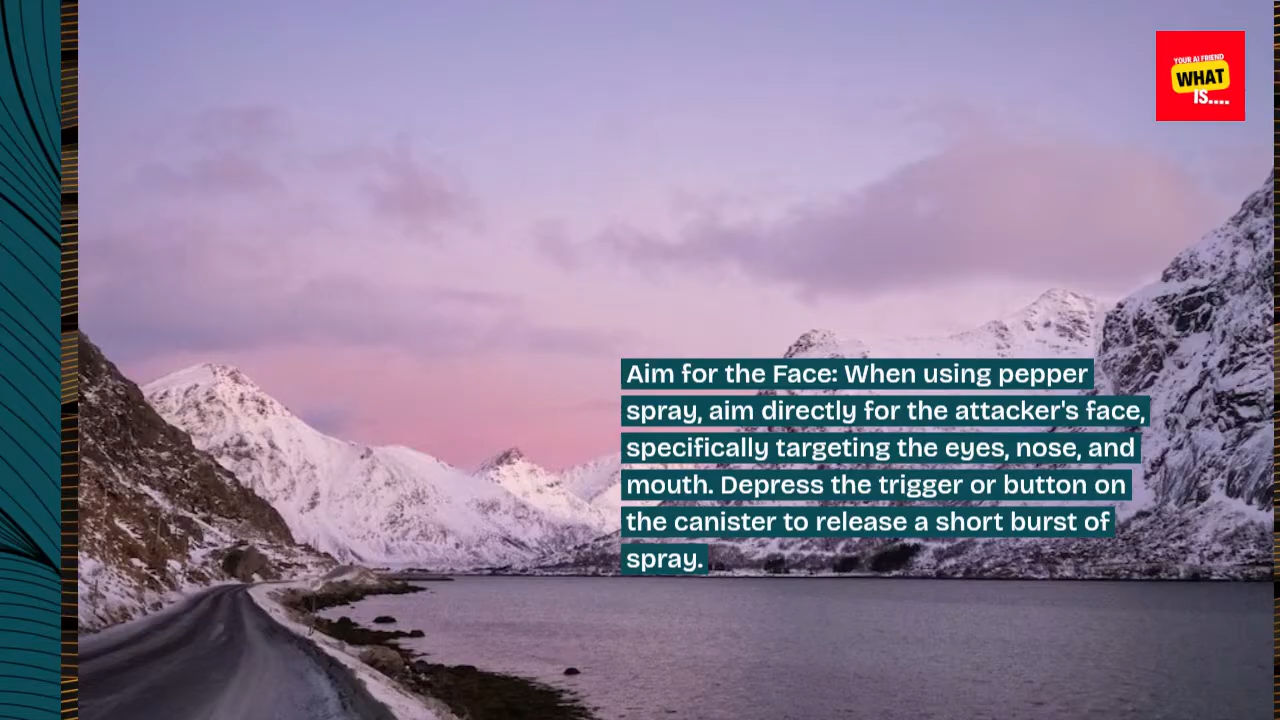 YOUR AI FRIEND
WHAT
IS....
Aim for the Face: When using pepper
spray, aim directly for the attacker's face,
specifically targeting the eyes, nose, and
mouth. Depress the trigger or button on
the canister to release a short burst of
spray.